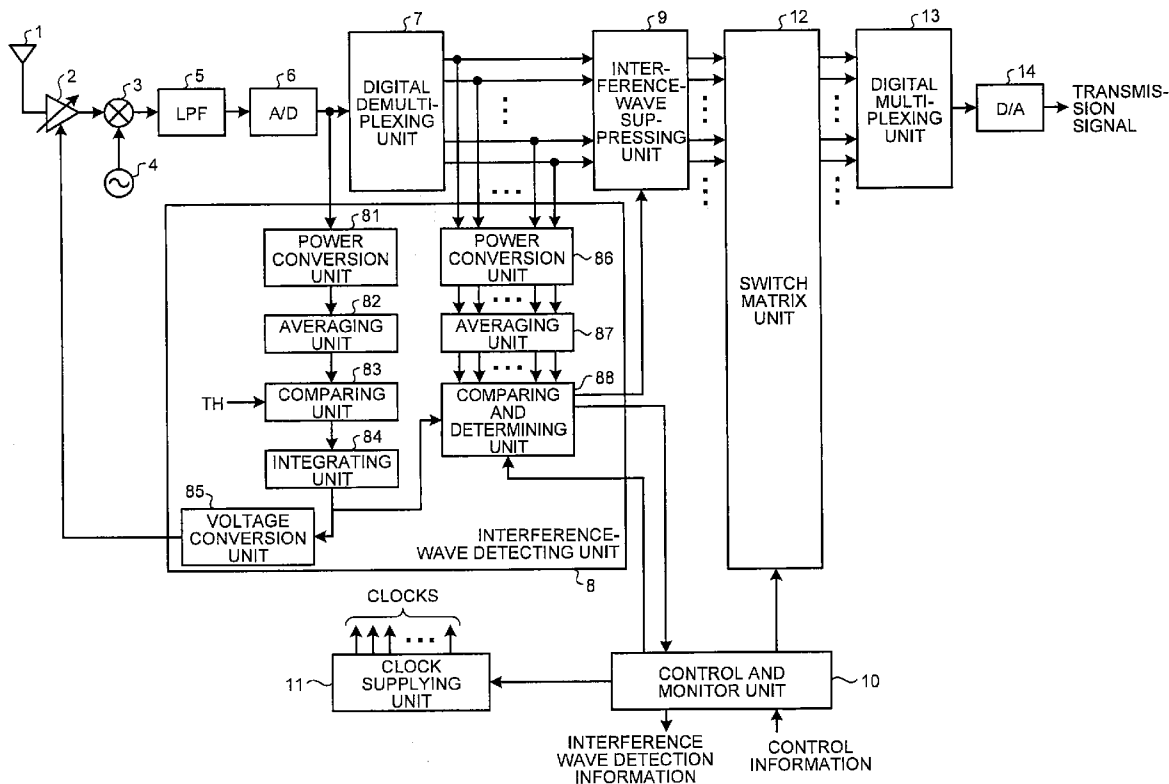 1
2
3
4
5
LPF
6
A/D
7
DIGITAL
DEMULTI-
PLEXING
UNIT
9
INTER-
FERENCE-
WAVE
SUP-
PRESSING
UNIT
12
SWITCH
MATRIX
UNIT
13
DIGITAL
MULTI-
PLEXING
UNIT
14
D/A
TRANSMIS-
SION
SIGNAL
81
POWER
CONVERSION
UNIT
82
AVERAGING
UNIT
83
TH
COMPARING
UNIT
84
INTEGRATING
UNIT
85
VOLTAGE
CONVERSION
UNIT
POWER
CONVERSION
UNIT
86
AVERAGING
UNIT
87
88
COMPARING
AND
DETERMINING
UNIT
INTERFERENCE-
WAVE DETECTING UNIT
8
CLOCKS
11
CLOCK
SUPPLYING
UNIT
CONTROL AND
MONITOR UNIT
10
INTERFERENCE
WAVE DETECTION
INFORMATION
CONTROL
INFORMATION